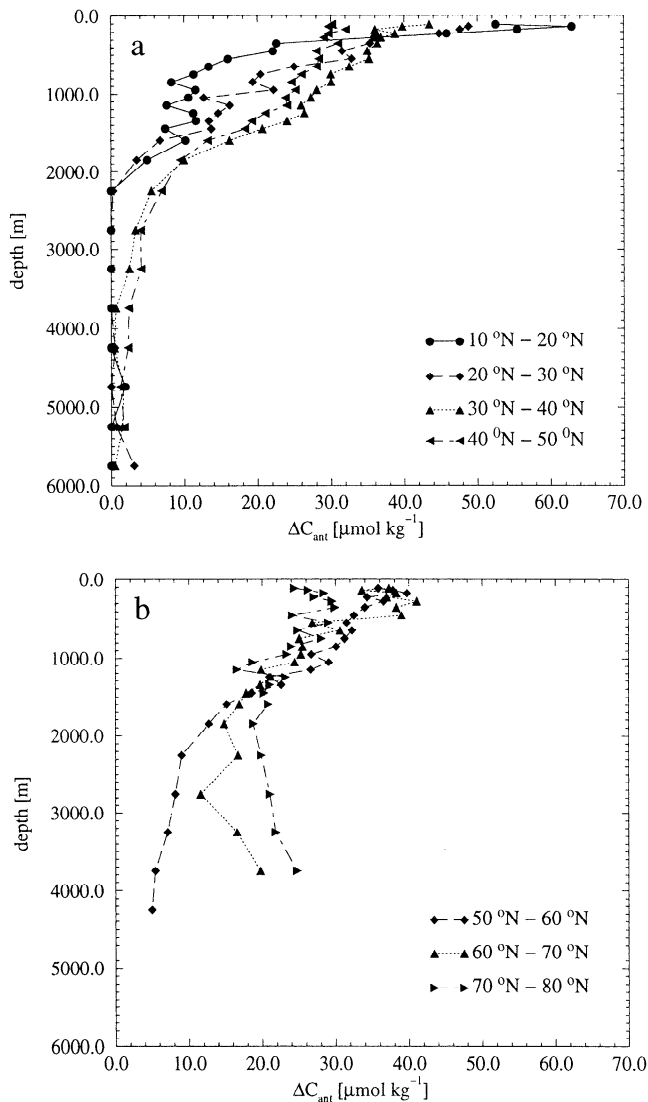 a
0.0
1000.0
2000.0
3000.0
4000.0
5000.0
6000.0
depth [m]
10 °N – 20 °N
20 °N – 30 °N
30 °N – 40 °N
40 ⁰N – 50 ⁰N
0.0 10.0 20.0 30.0 40.0 50.0 60.0 70.0
ΔC_ant [μmol kg⁻¹]
b
0.0
1000.0
2000.0
3000.0
4000.0
5000.0
6000.0
depth [m]
50 °N – 60 °N
60 °N – 70 °N
70 °N – 80 °N
0.0 10.0 20.0 30.0 40.0 50.0 60.0 70.0
ΔC_ant [μmol kg⁻¹]